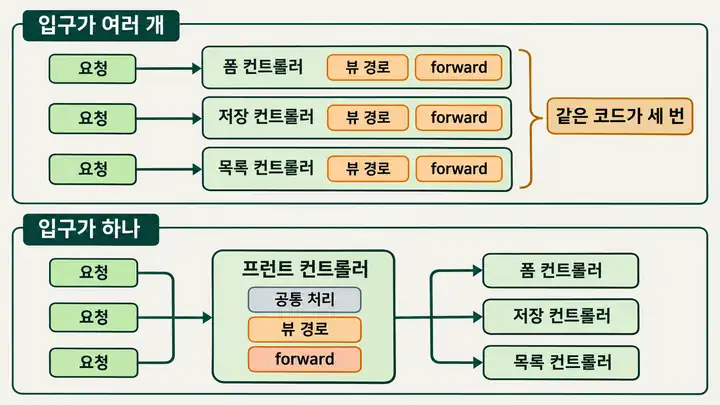 입구가 여러 개
요청
폼 컨트롤러
뷰 경로
forward
요청
저장 컨트롤러
뷰 경로
forward
요청
목록 컨트롤러
뷰 경로
forward
같은 코드가 세 번
입구가 하나
요청
요청
요청
프런트 컨트롤러
공통 처리
뷰 경로
forward
폼 컨트롤러
저장 컨트롤러
목록 컨트롤러